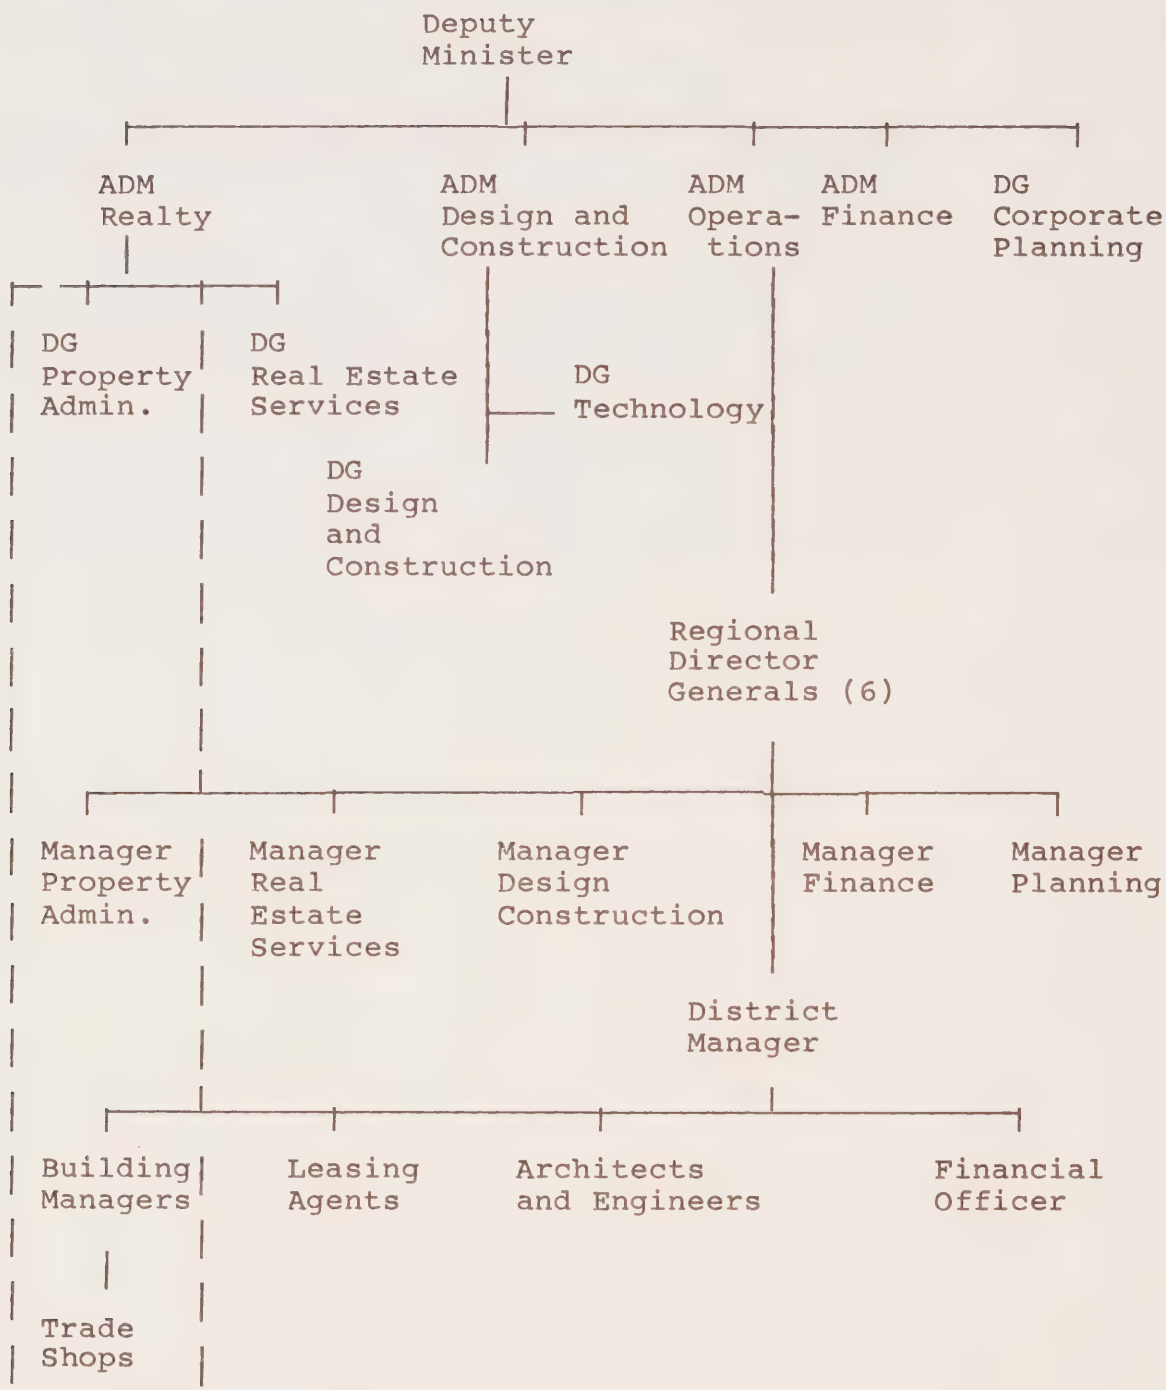 Deputy
Minister
ADM
Realty
ADM
Design and
Construction
ADM
Opera-
tions
ADM
Finance
DG
Corporate
Planning
DG
Property
Admin.
DG
Real Estate
Services
DG
Technology
DG
Design
and
Construction
Regional
Director
Generals (6)
Manager
Property
Admin.
Manager
Real
Estate
Services
Manager
Design
Construction
Manager
Finance
Manager
Planning
District
Manager
Building
Managers
Leasing
Agents
Architects
and Engineers
Financial
Officer
Trade
Shops